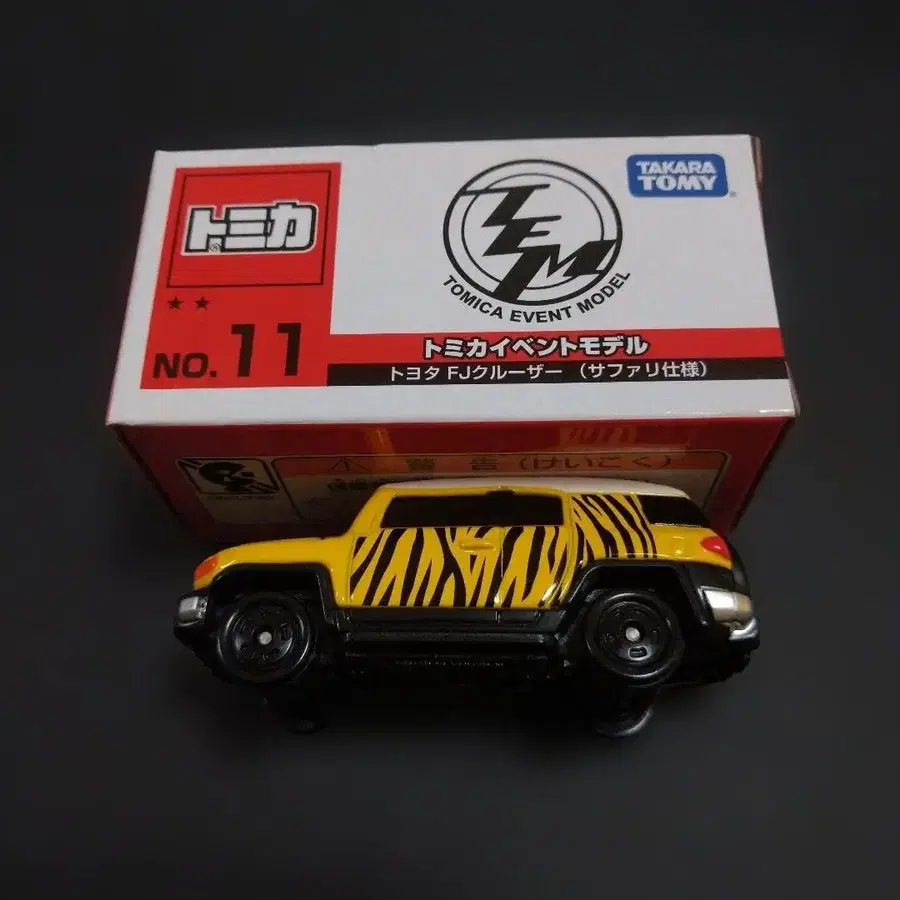 トミカ
NO. 11
TEM
TOMICA EVENT MODEL
TAKARA
TOMY
トミカイベントモデル
トヨタ FJクルーザー (サファリ仕様)
警告(けいこく)